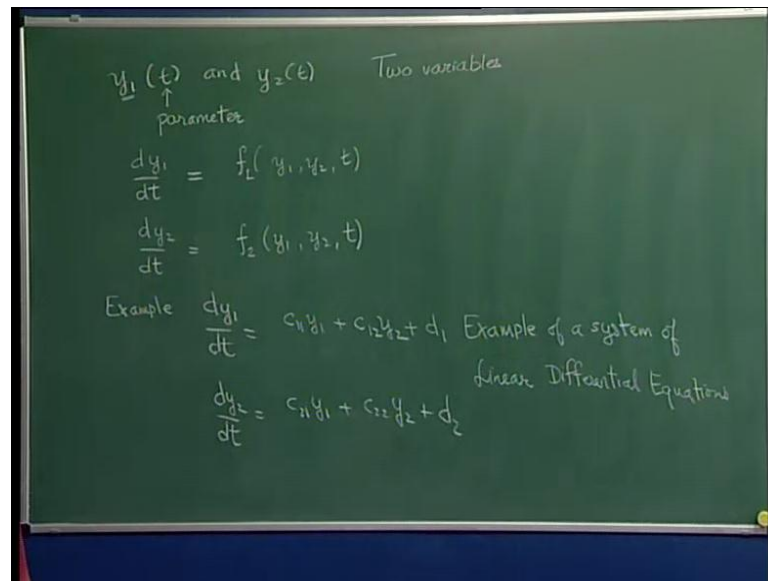 y₁(t) and y₂(t) Two variables
↑
parameter
dy₁/dt = f₁(y₁, y₂, t)
dy₂/dt = f₂(y₁, y₂, t)
Example dy₁/dt = c₁₁y₁ + c₁₂y₂ + d₁ Example of a system of
Linear Diffential Equations
dy₂/dt = c₂₁y₁ + c₂₂y₂ + d₂